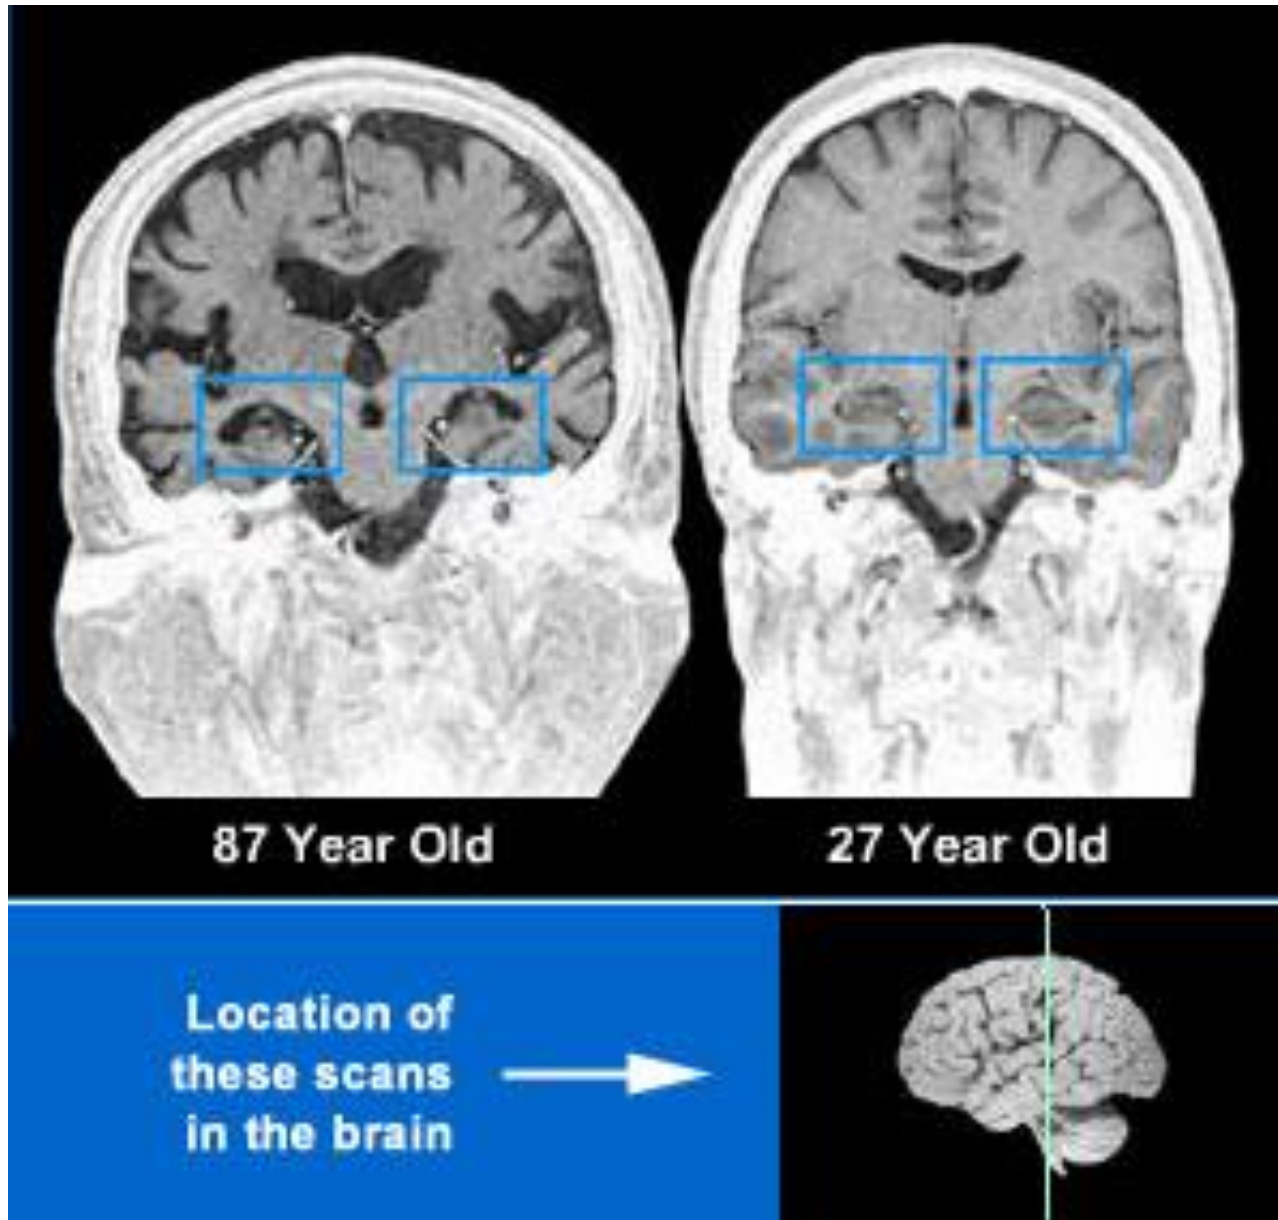 87 Year Old
27 Year Old
Location of
these scans
in the brain